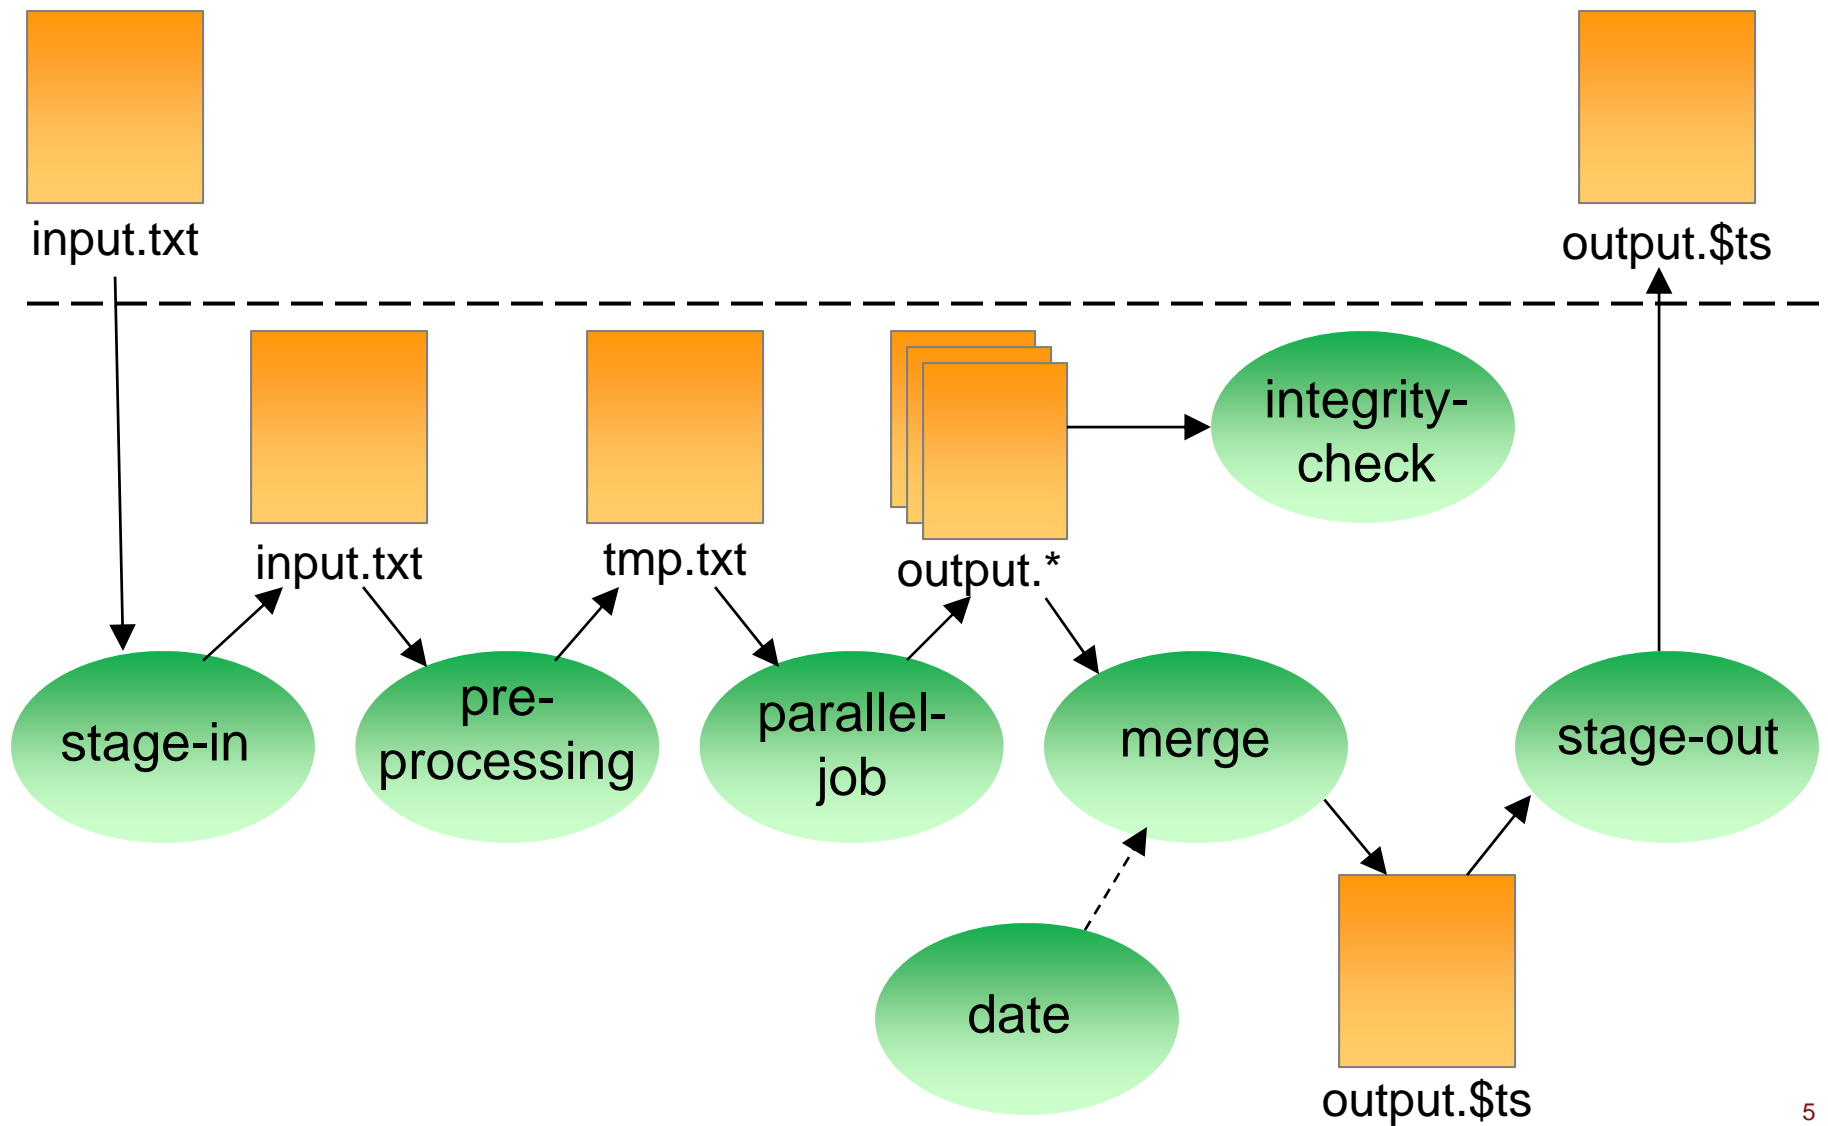 input.txt
output.$ts
integrity-
check
input.txt
tmp.txt
output.*
stage-in
pre-
processing
parallel-
job
merge
stage-out
date
output.$ts
5